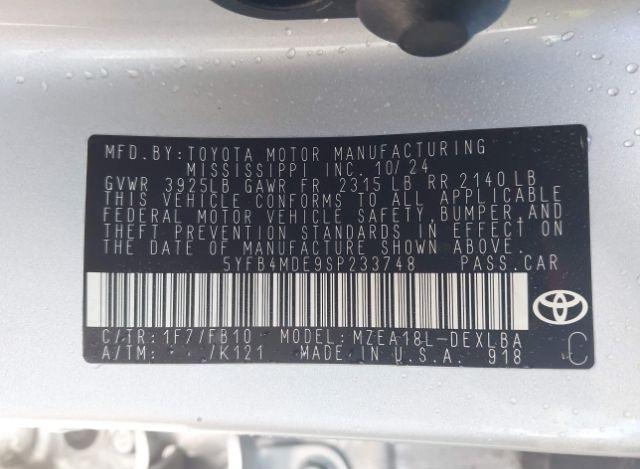 MFD.BY:TOYOTA MOTOR MANUFACTURING
MISSISSIPPI INC. 10/24
GVWR 3925LB GAWR FR 2315 LB RR 2140 LB
THIS VEHICLE CONFORMS TO ALL APPLICABLE
FEDERAL MOTOR VEHICLE SAFETY,BUMPER,AND
THEFT PREVENTION STANDARDS IN EFFECT ON
THE DATE OF MANUFACTURE SHOWN ABOVE.
5YFB4MDE9SP233748 PASS.CAR
C/TR:1F7/FB10 MODEL:MZEA18L-DEXLBA
A/TM: /K121 MADE IN U.S.A. 918 C